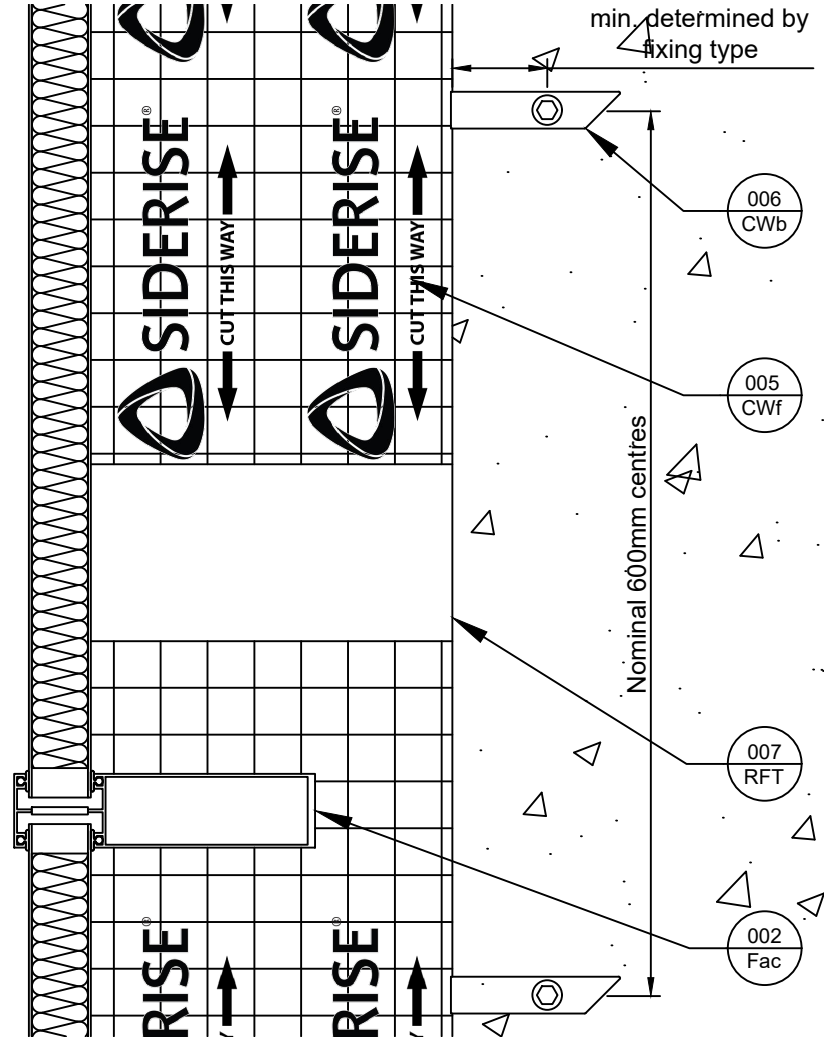 min. determined by
fixing type
SIDERISE®
SIDERISE®
CUT THIS WAY
CUT THIS WAY
006
CWb
005
CWf
Nominal 600mm centres
007
RFT
002
Fac
RISE®
RISE®